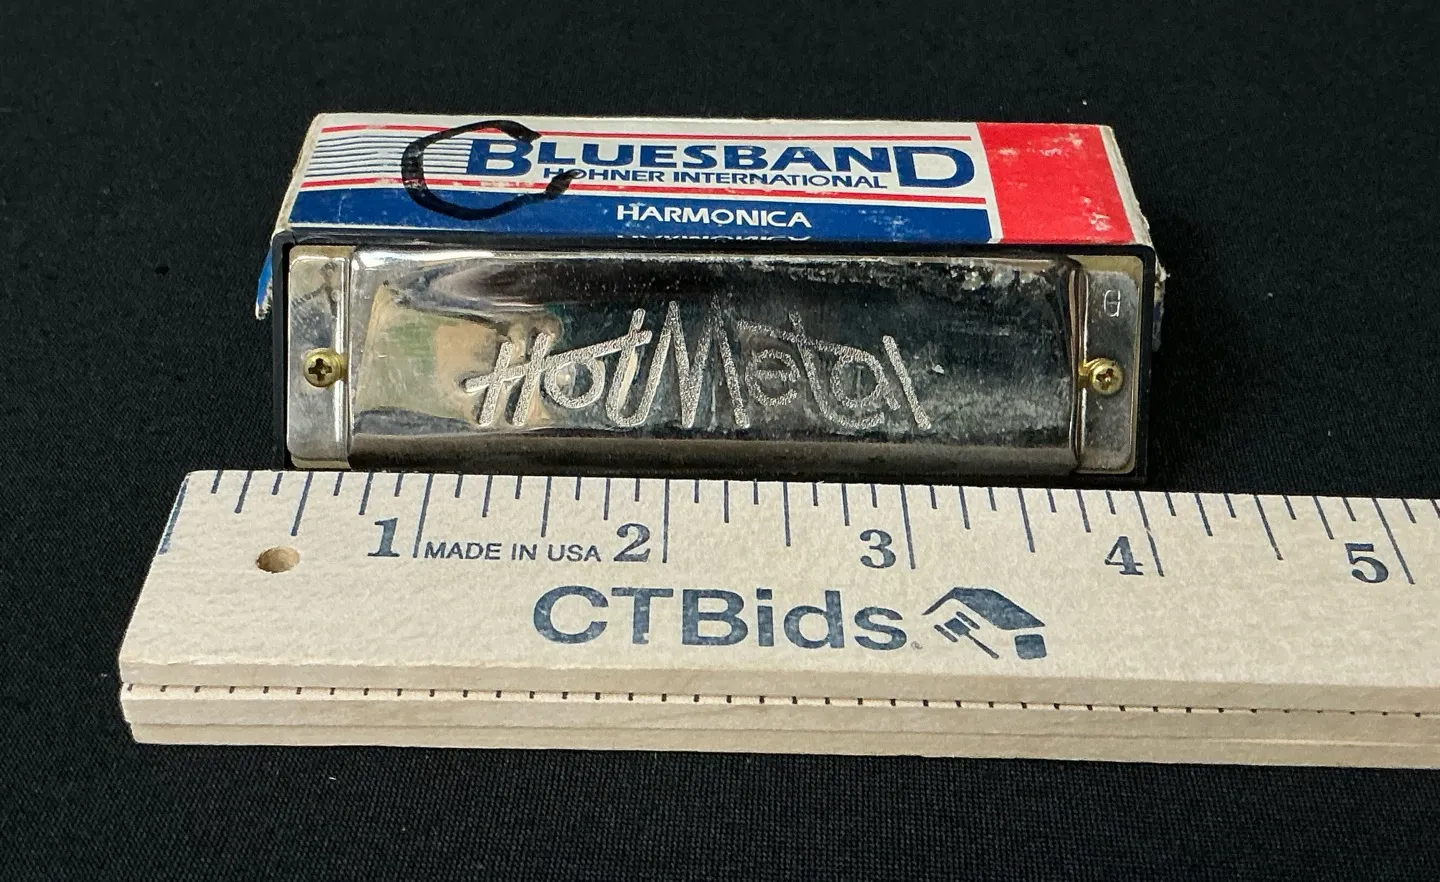 BLUESBAND
HOHNER INTERNATIONAL
HARMONICA
HotMetal
G
1 2 3 4 5
MADE IN USA
CTBids®